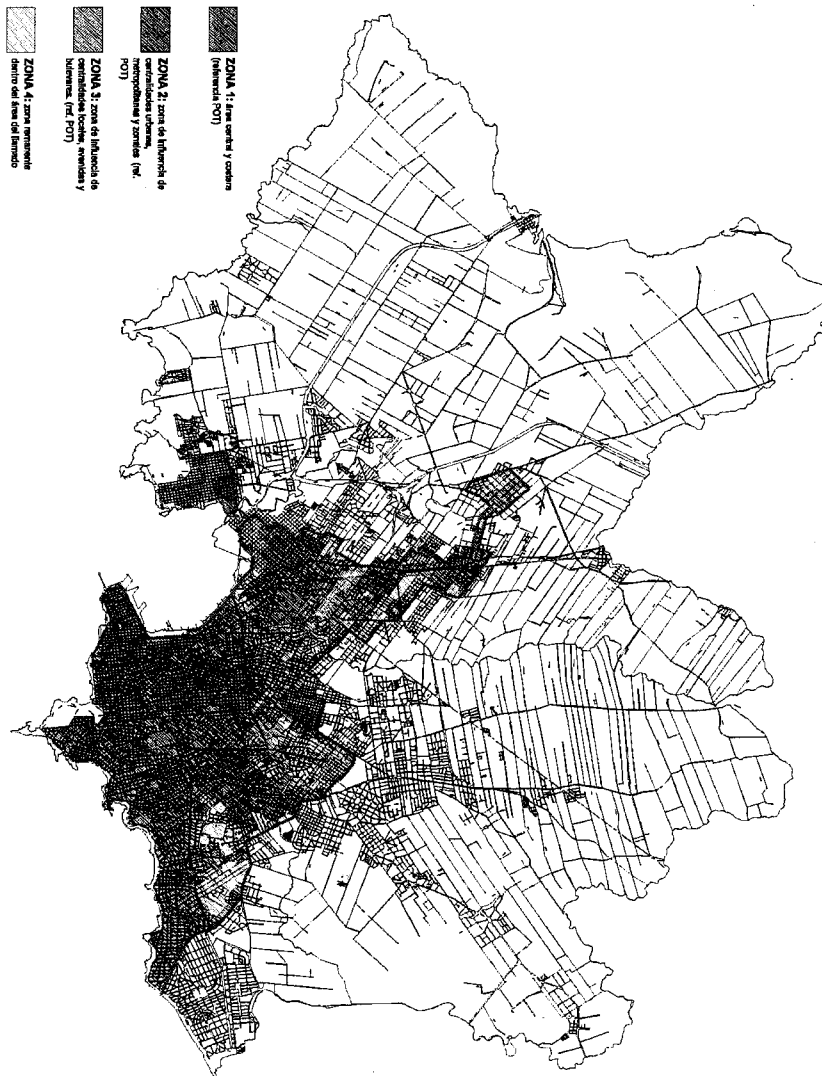 ZONA 1: área central y costera
(referencia POT)
ZONA 2: zona de influencia de
centralidades urbanas,
metropolitanas y zonales (ref.
POT)
ZONA 3: zona de influencia de
centralidades locales, avenidas y
bulevares. (ref. POT)
ZONA 4: zona remanente
dentro del área del llamado